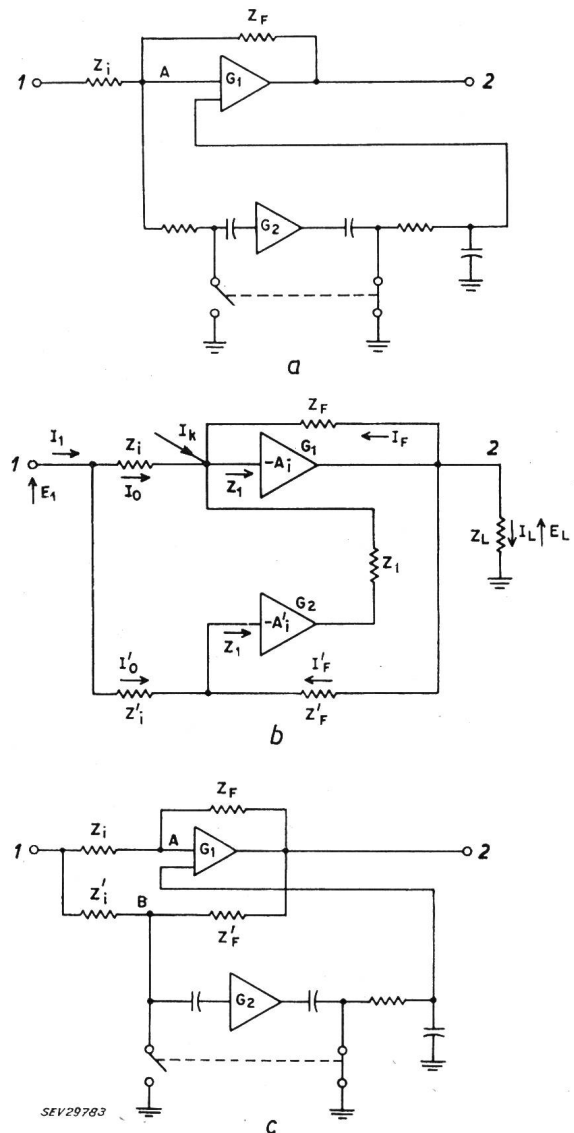 Z_F
Z_i
1
A
G_1
2
G_2
a
Z_F
I_1
Z_i
I_k
G_1
I_F
2
1
-A_i
E_1
I_0
Z_1
Z_L
I_L
E_L
Z_1
G_2
-A'_i
Z_1
I'_0
I'_F
Z'_i
Z'_F
b
Z_F
Z_i
1
A
G_1
2
Z'_i
B
Z'_F
G_2
SEV29783
c